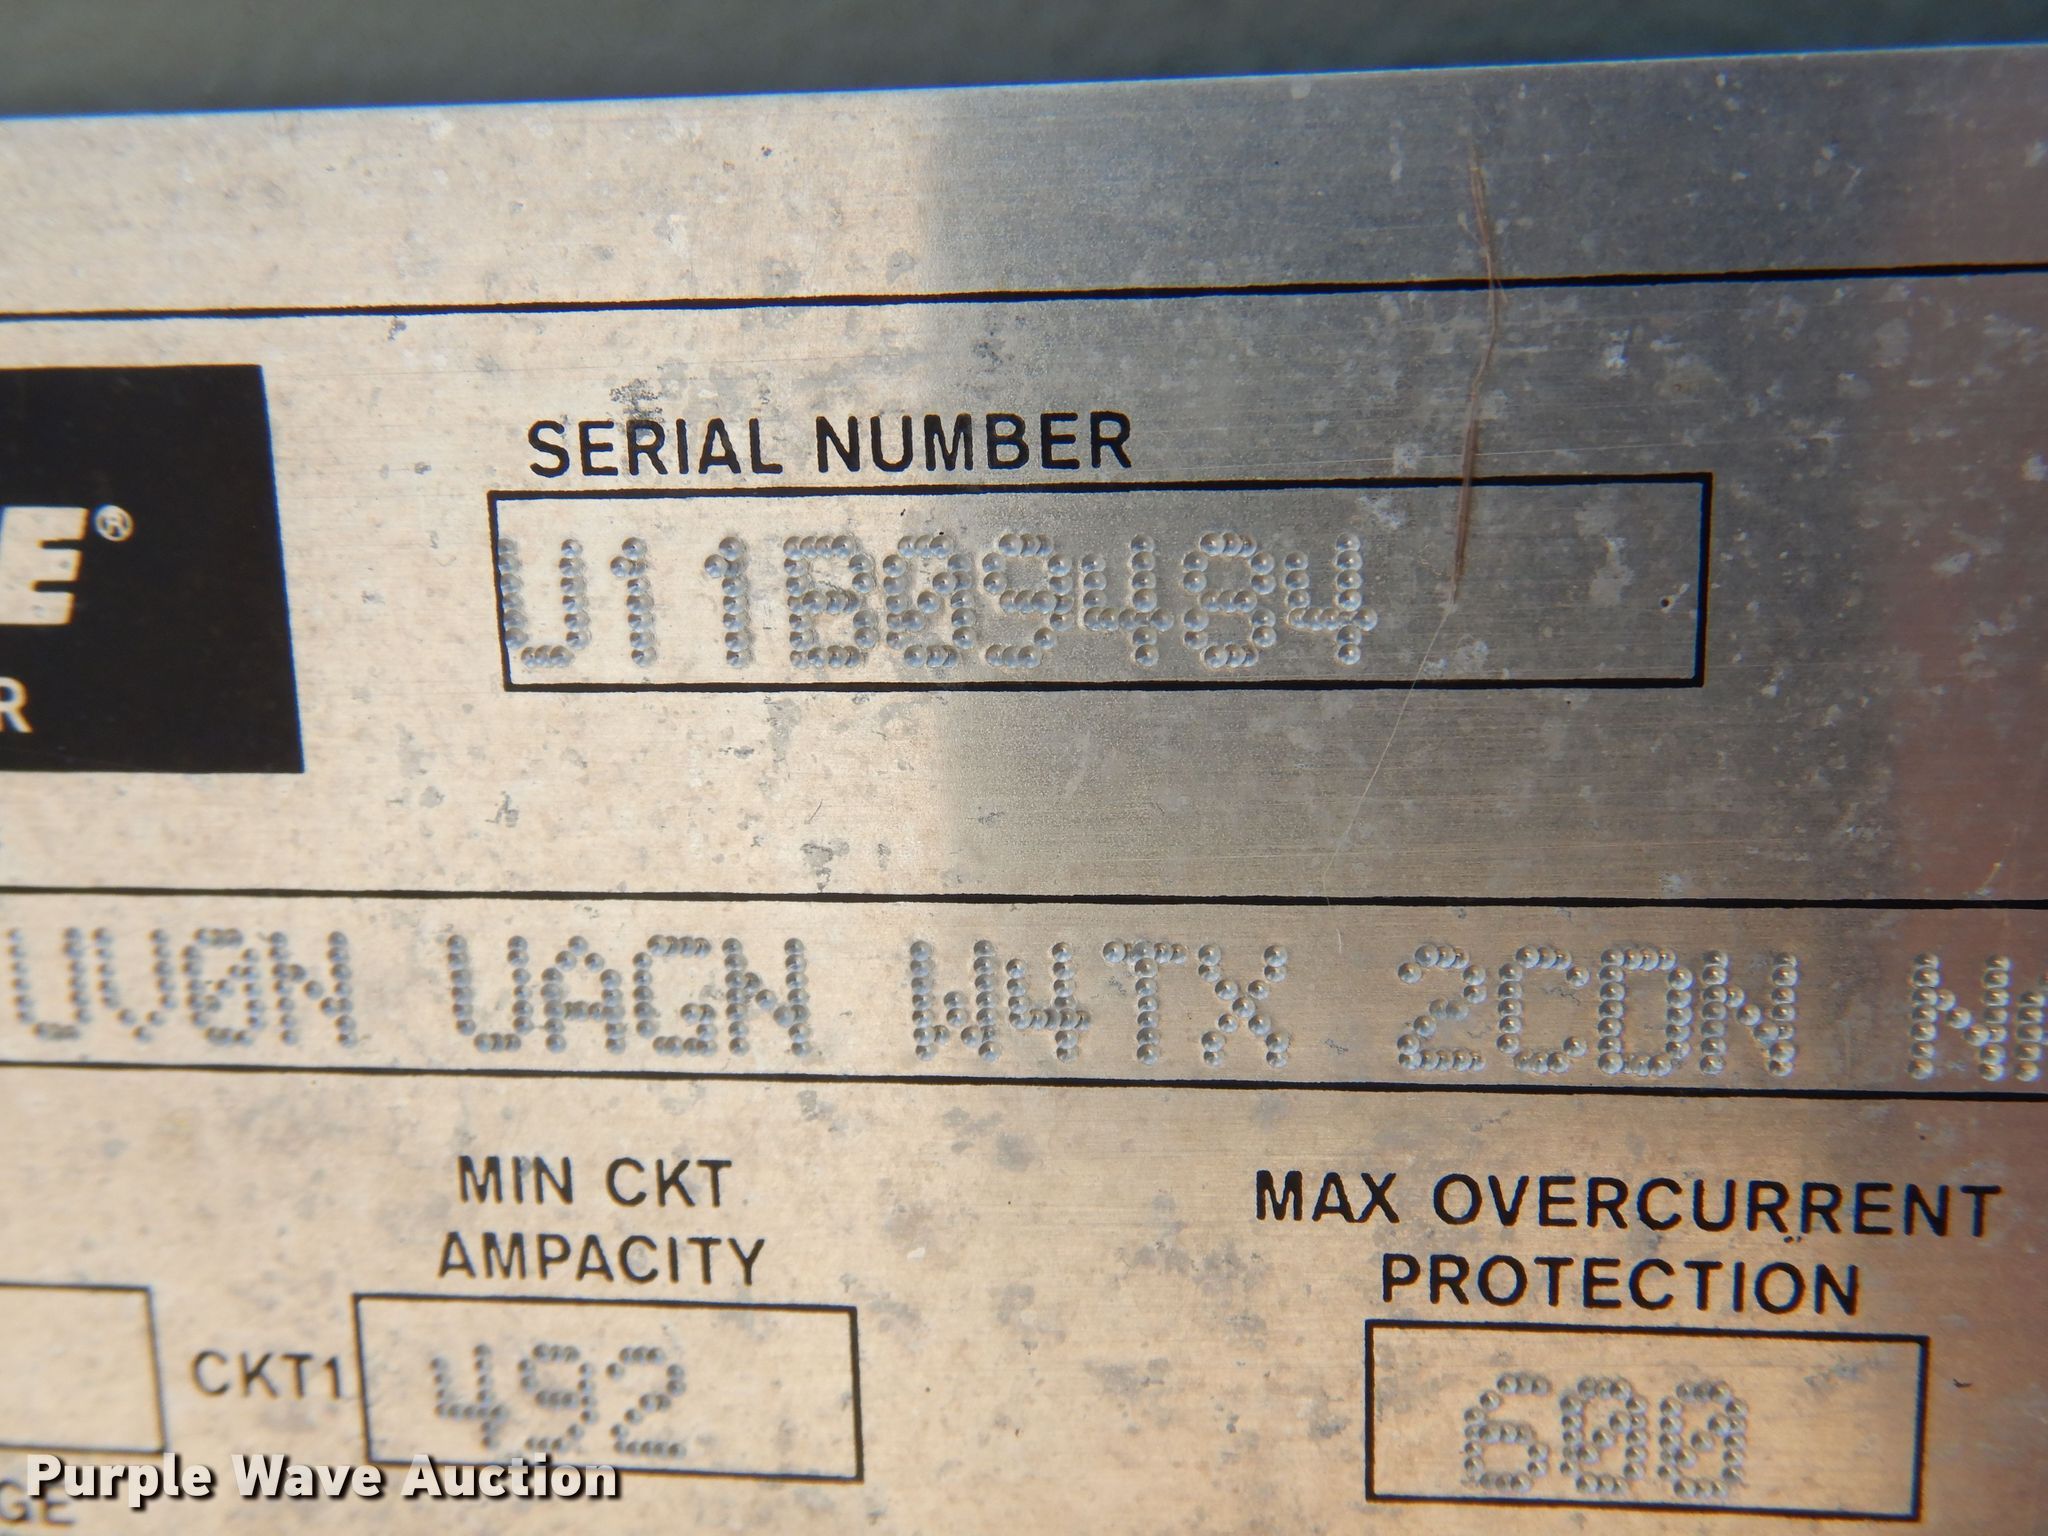 SERIAL NUMBER
E®
U11B09484
R
UV0N UAGN W4TX 2CDN
MIN CKT
AMPACITY
MAX OVERCURRENT
PROTECTION
CKT1 492
600
GE
Purple Wave Auction